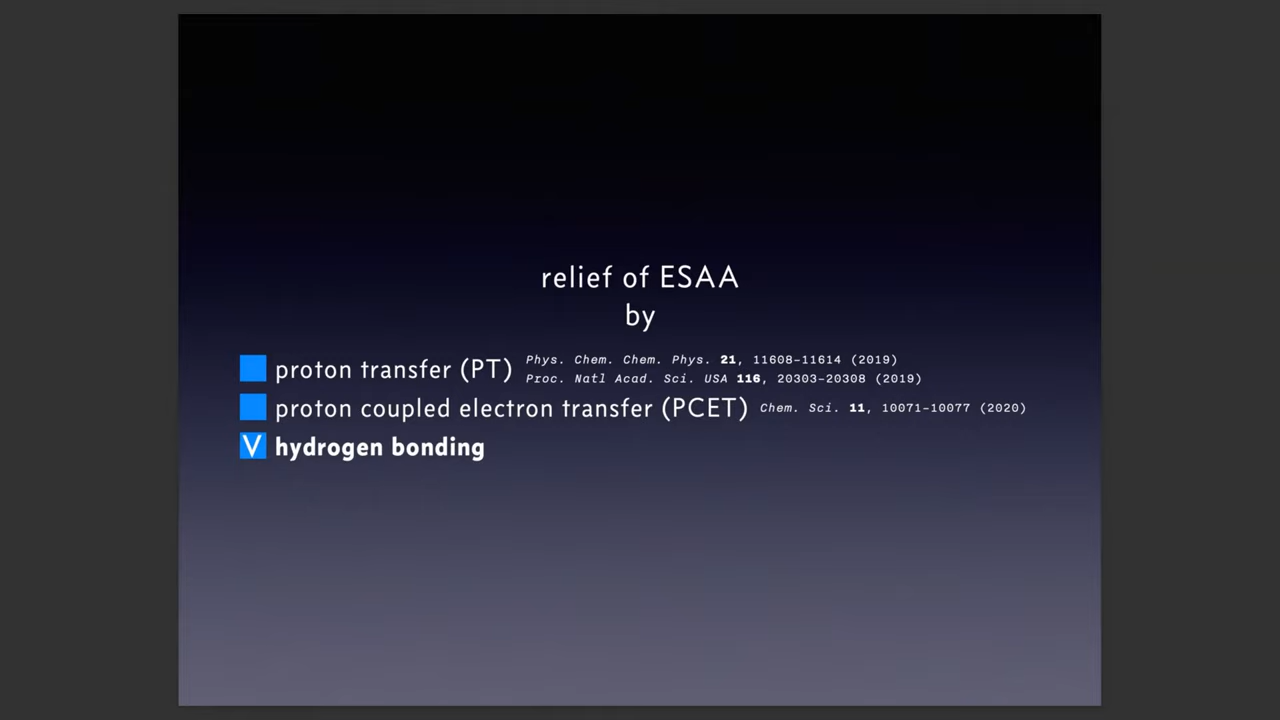 relief of ESAA
by
proton transfer (PT) Phys. Chem. Chem. Phys. 21, 11608–11614 (2019)
Proc. Natl Acad. Sci. USA 116, 20303–20308 (2019)
proton coupled electron transfer (PCET) Chem. Sci. 11, 10071–10077 (2020)
V hydrogen bonding